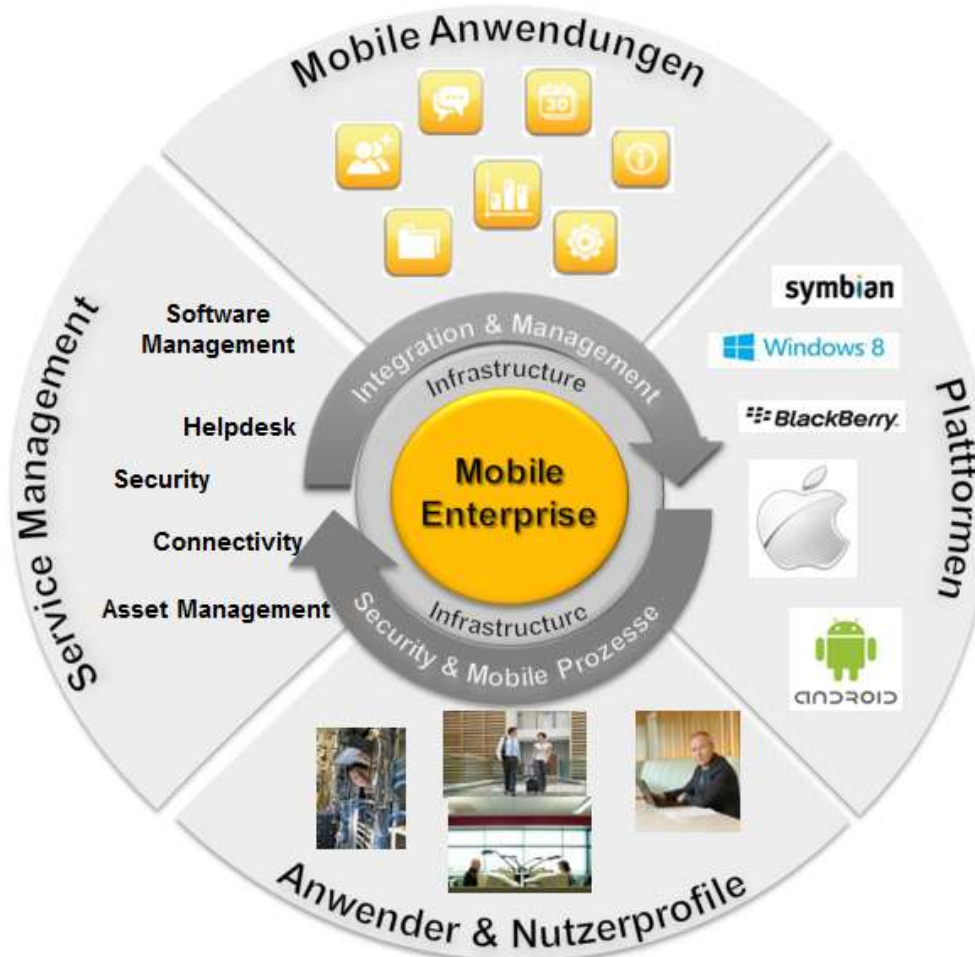 Mobile Anwendungen
30
Software
Management
Helpdesk
Security
Connectivity
Asset Management
Service Management
Integration & Management
Infrastructure
Mobile
Enterprise
Infrastructure
Security & Mobile Prozesse
symbian
Windows 8
BlackBerry.
ANDROID
Plattformen
Anwender & Nutzerprofile